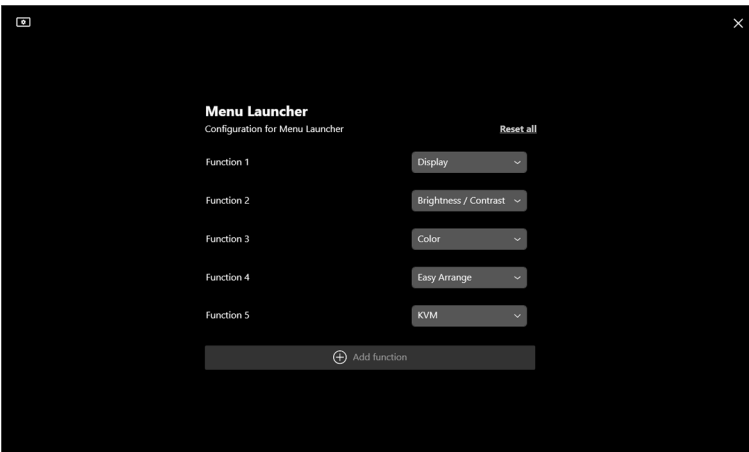 Menu Launcher
Configuration for Menu Launcher Reset all
Function 1 Display
Function 2 Brightness / Contrast
Function 3 Color
Function 4 Easy Arrange
Function 5 KVM
Add function